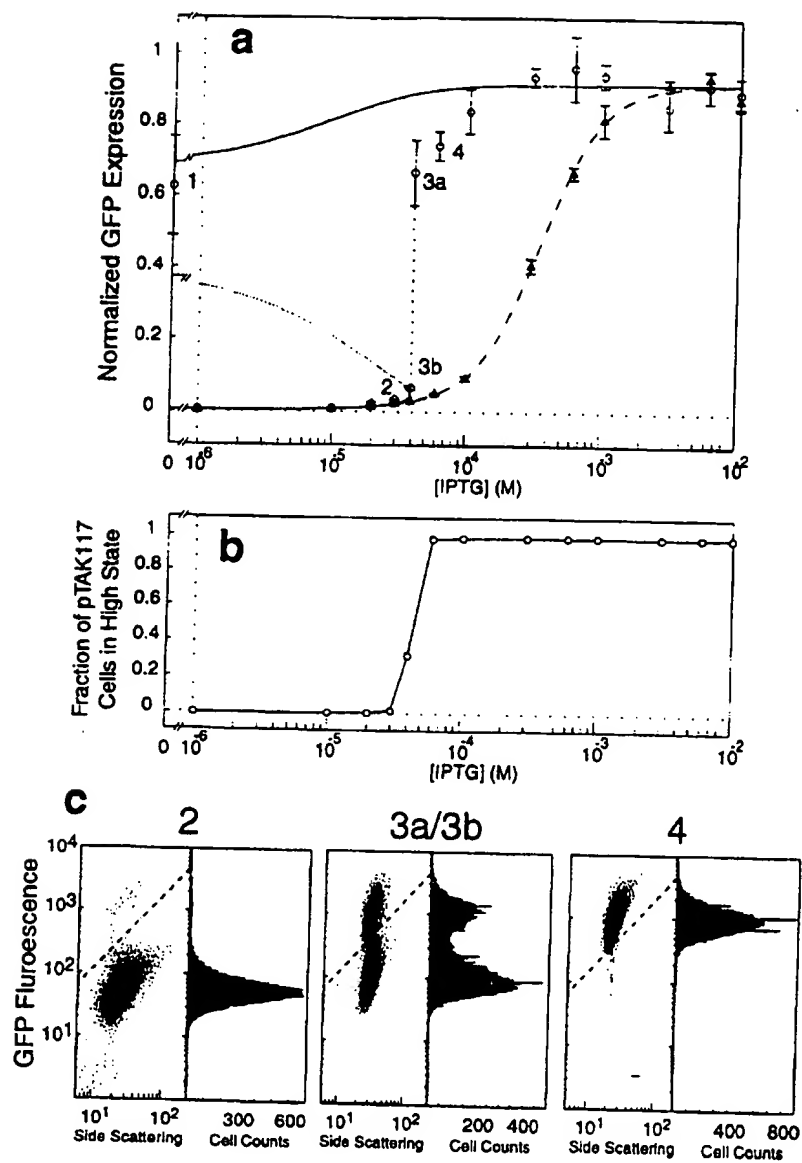 a
Normalized GFP Expression
1
0.8
0.6
0.4
0.2
0
1
2
3a
3b
4
0 10^-6 10^-5 10^-4 10^-3 10^-2
[IPTG] (M)
b
Fraction of pTAK117
Cells in High State
1
0.8
0.6
0.4
0.2
0
0 10^-6 10^-5 10^-4 10^-3 10^-2
[IPTG] (M)
c
2 3a/3b 4
GFP Fluroescence
10^4
10^3
10^2
10^1
10^1 10^2 300 600 10^1 10^2 200 400 10^1 10^2 400 800
Side Scattering Cell Counts Side Scattering Cell Counts Side Scattering Cell Counts